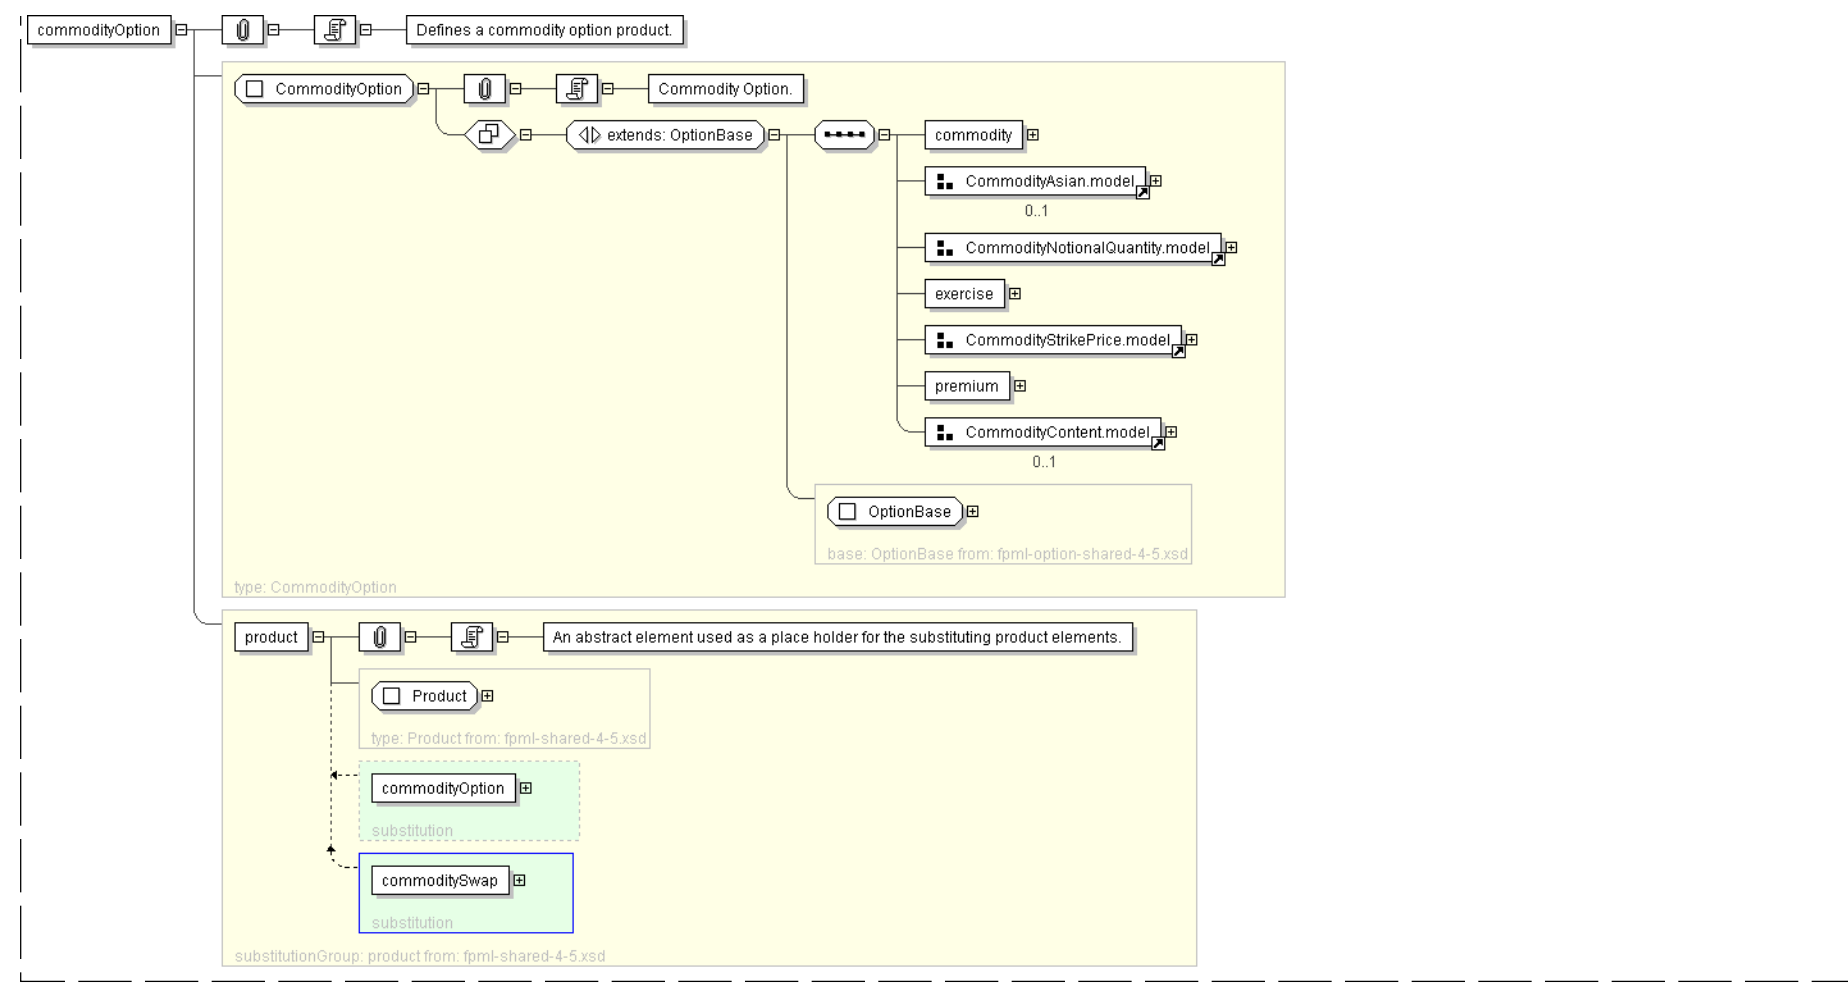 commodityOption
Defines a commodity option product.
CommodityOption
Commodity Option.
extends: OptionBase
commodity
CommodityAsian.model
0..1
CommodityNotionalQuantity.model
exercise
CommodityStrikePrice.model
premium
CommodityContent.model
0..1
OptionBase
base: OptionBase from: fpml-option-shared-4-5.xsd
type: CommodityOption
product
An abstract element used as a place holder for the substituting product elements.
Product
type: Product from: fpml-shared-4-5.xsd
commodityOption
substitution
commoditySwap
substitution
substitutionGroup: product from: fpml-shared-4-5.xsd